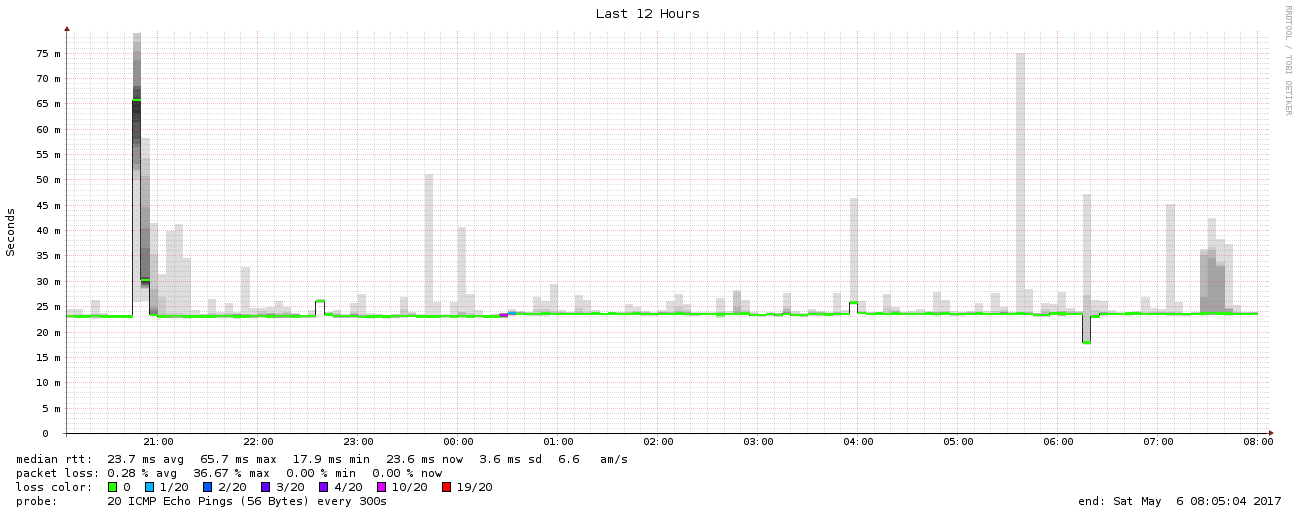 Last 12 Hours
RRDTOOL / TOBI OETIKER
Seconds
75 m
70 m
65 m
60 m
55 m
50 m
45 m
40 m
35 m
30 m
25 m
20 m
15 m
10 m
5 m
0
21:00 22:00 23:00 00:00 01:00 02:00 03:00 04:00 05:00 06:00 07:00 08:00
median rtt: 23.7 ms avg 65.7 ms max 17.9 ms min 23.6 ms now 3.6 ms sd 6.6 am/s
packet loss: 0.28 % avg 36.67 % max 0.00 % min 0.00 % now
loss color: 0 1/20 2/20 3/20 4/20 10/20 19/20
probe: 20 ICMP Echo Pings (56 Bytes) every 300s end: Sat May 6 08:05:04 2017